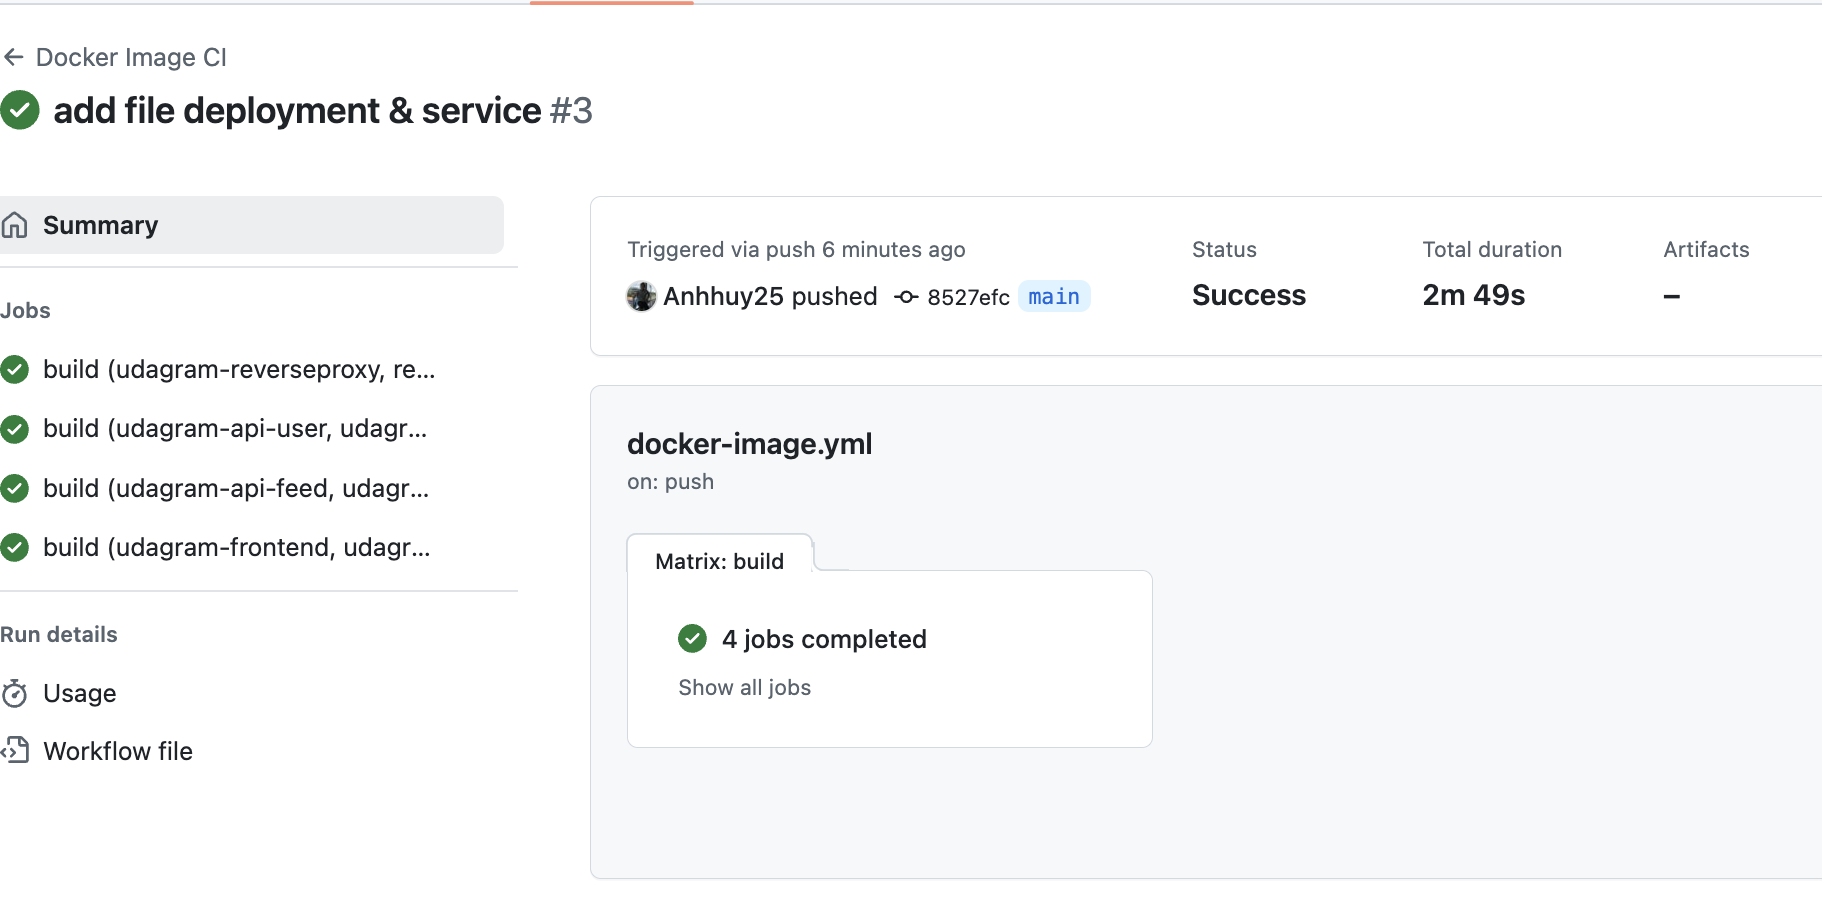 Docker Image CI
add file deployment & service #3
Summary
Jobs
build (udagram-reverseproxy, re...
build (udagram-api-user, udagr...
build (udagram-api-feed, udagr...
build (udagram-frontend, udagr...
Run details
Usage
Workflow file
Triggered via push 6 minutes ago
Anhhuy25 pushed 8527efc main
Status
Success
Total duration
2m 49s
Artifacts
–
docker-image.yml
on: push
Matrix: build
4 jobs completed
Show all jobs